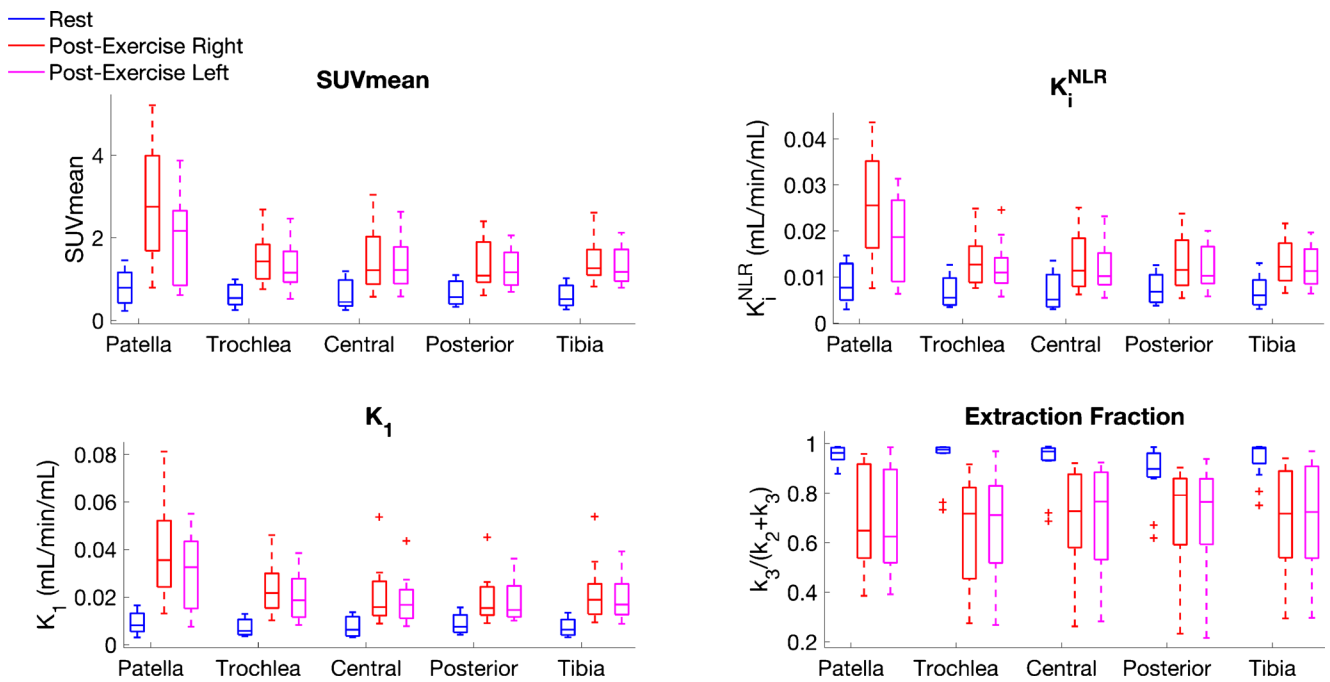 Rest
Post-Exercise Right
Post-Exercise Left
SUVmean
SUVmean
4
2
0
Patella Trochlea Central Posterior Tibia
K_i^NLR
K_i^NLR (mL/min/mL)
0.04
0.03
0.02
0.01
0
Patella Trochlea Central Posterior Tibia
K_1
K_1 (mL/min/mL)
0.08
0.06
0.04
0.02
0
Patella Trochlea Central Posterior Tibia
Extraction Fraction
k_3/(k_2+k_3)
1
0.8
0.6
0.4
0.2
Patella Trochlea Central Posterior Tibia